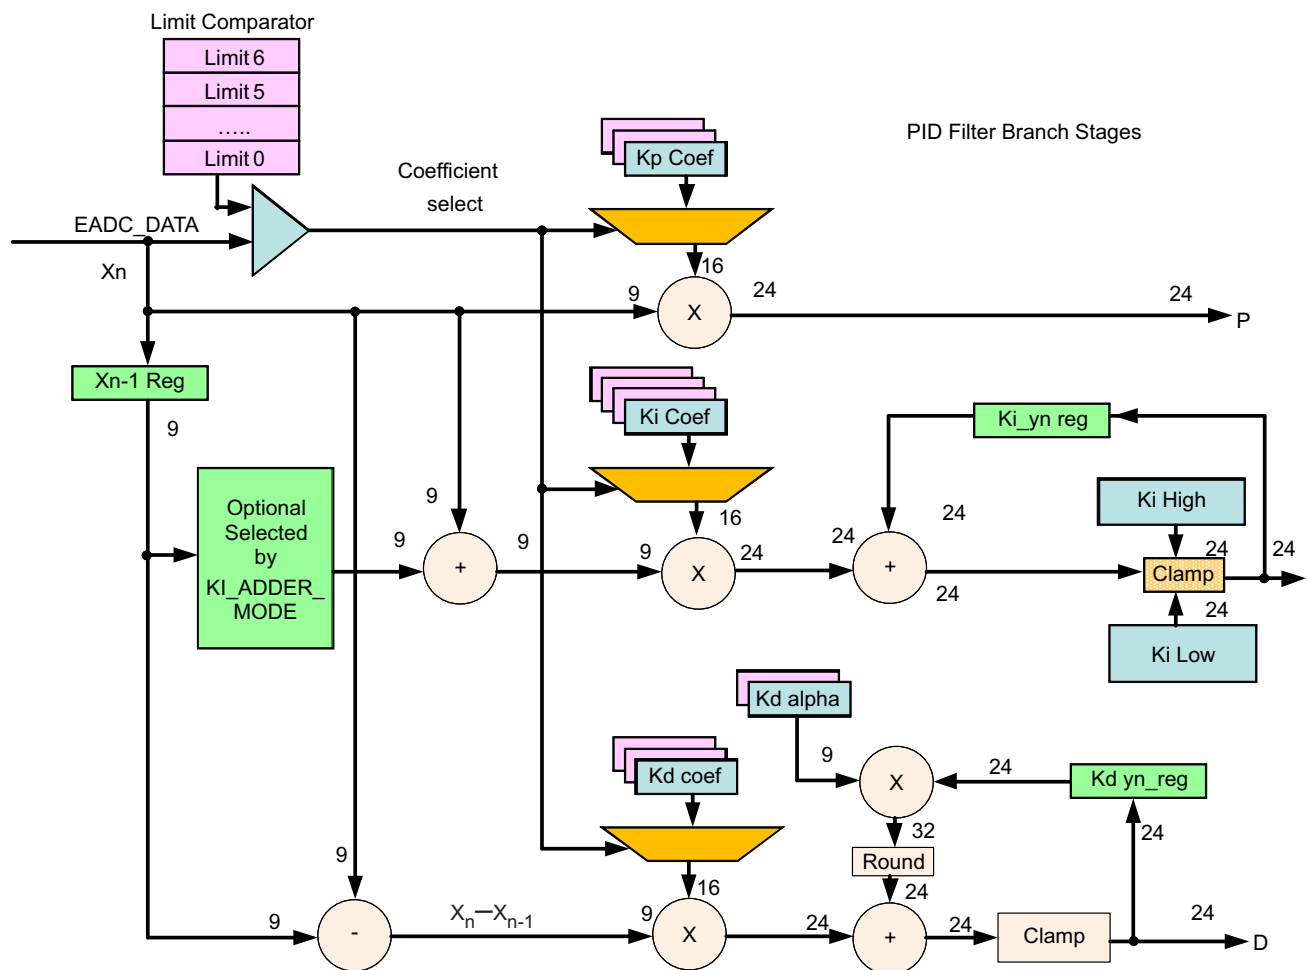 Limit Comparator
Limit 6
Limit 5
.....
Limit 0
PID Filter Branch Stages
Kp Coef
Coefficient
select
EADC_DATA
Xn
16
9
X
24
24
P
Xn-1 Reg
9
Ki Coef
Ki_yn reg
Optional
Selected
by
KI_ADDER_
MODE
9
9
+
9
16
9
X
24
24
24
+
24
Ki High
24
24
Clamp
24
Ki Low
Kd alpha
9
X
24
Kd yn_reg
32
24
Round
24
Kd coef
16
9
9
-
Xn—Xn-1
9
X
24
+
24
Clamp
24
D